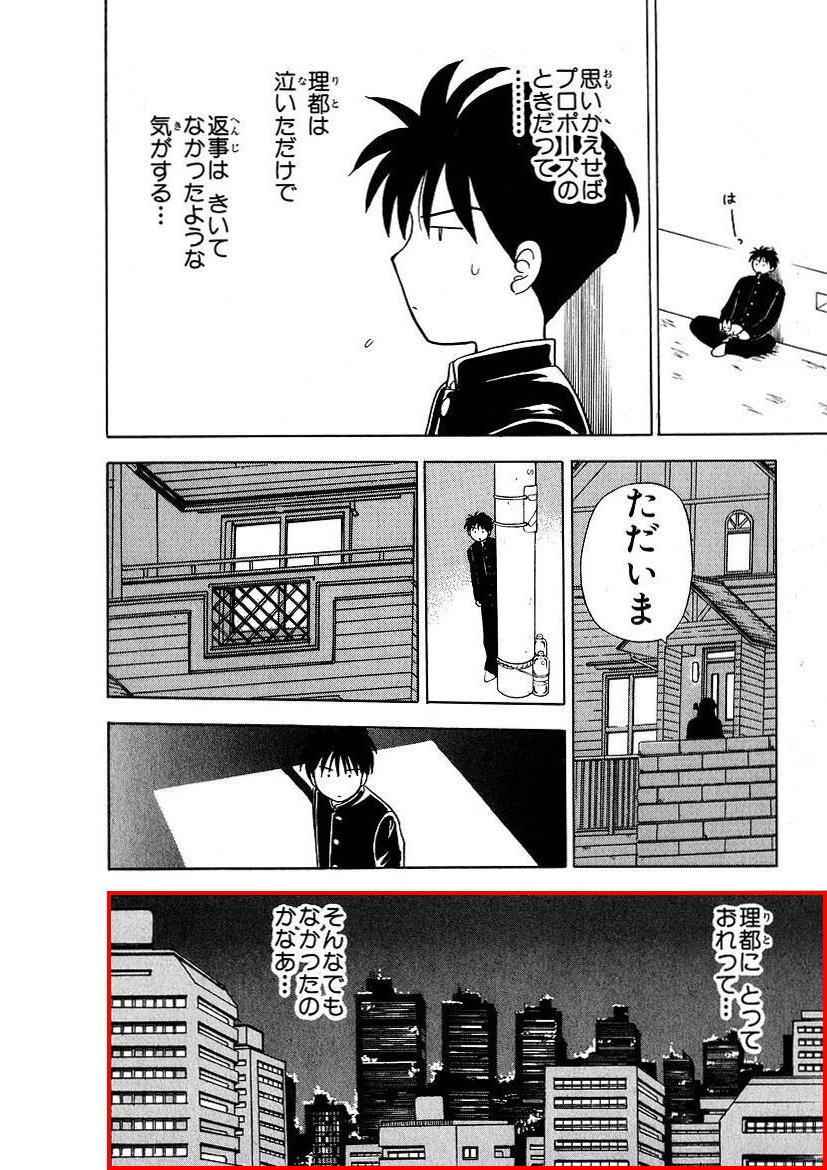 は
思いかえせば
プロポーズの
ときだって
…………
理都は
泣いただけで
返事は きいて
なかったような
気がする…
ただいま
理都に とって
おれって…
そんなでも
なかったの
かなあ…